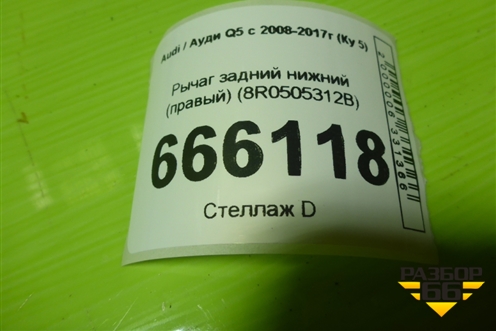 Audi / Ауди Q5 с 2008-2017г (Ку 5)
Рычаг задний нижний
(правый) (8R0505312B)
666118
Стеллаж D
РАЗБОР
66